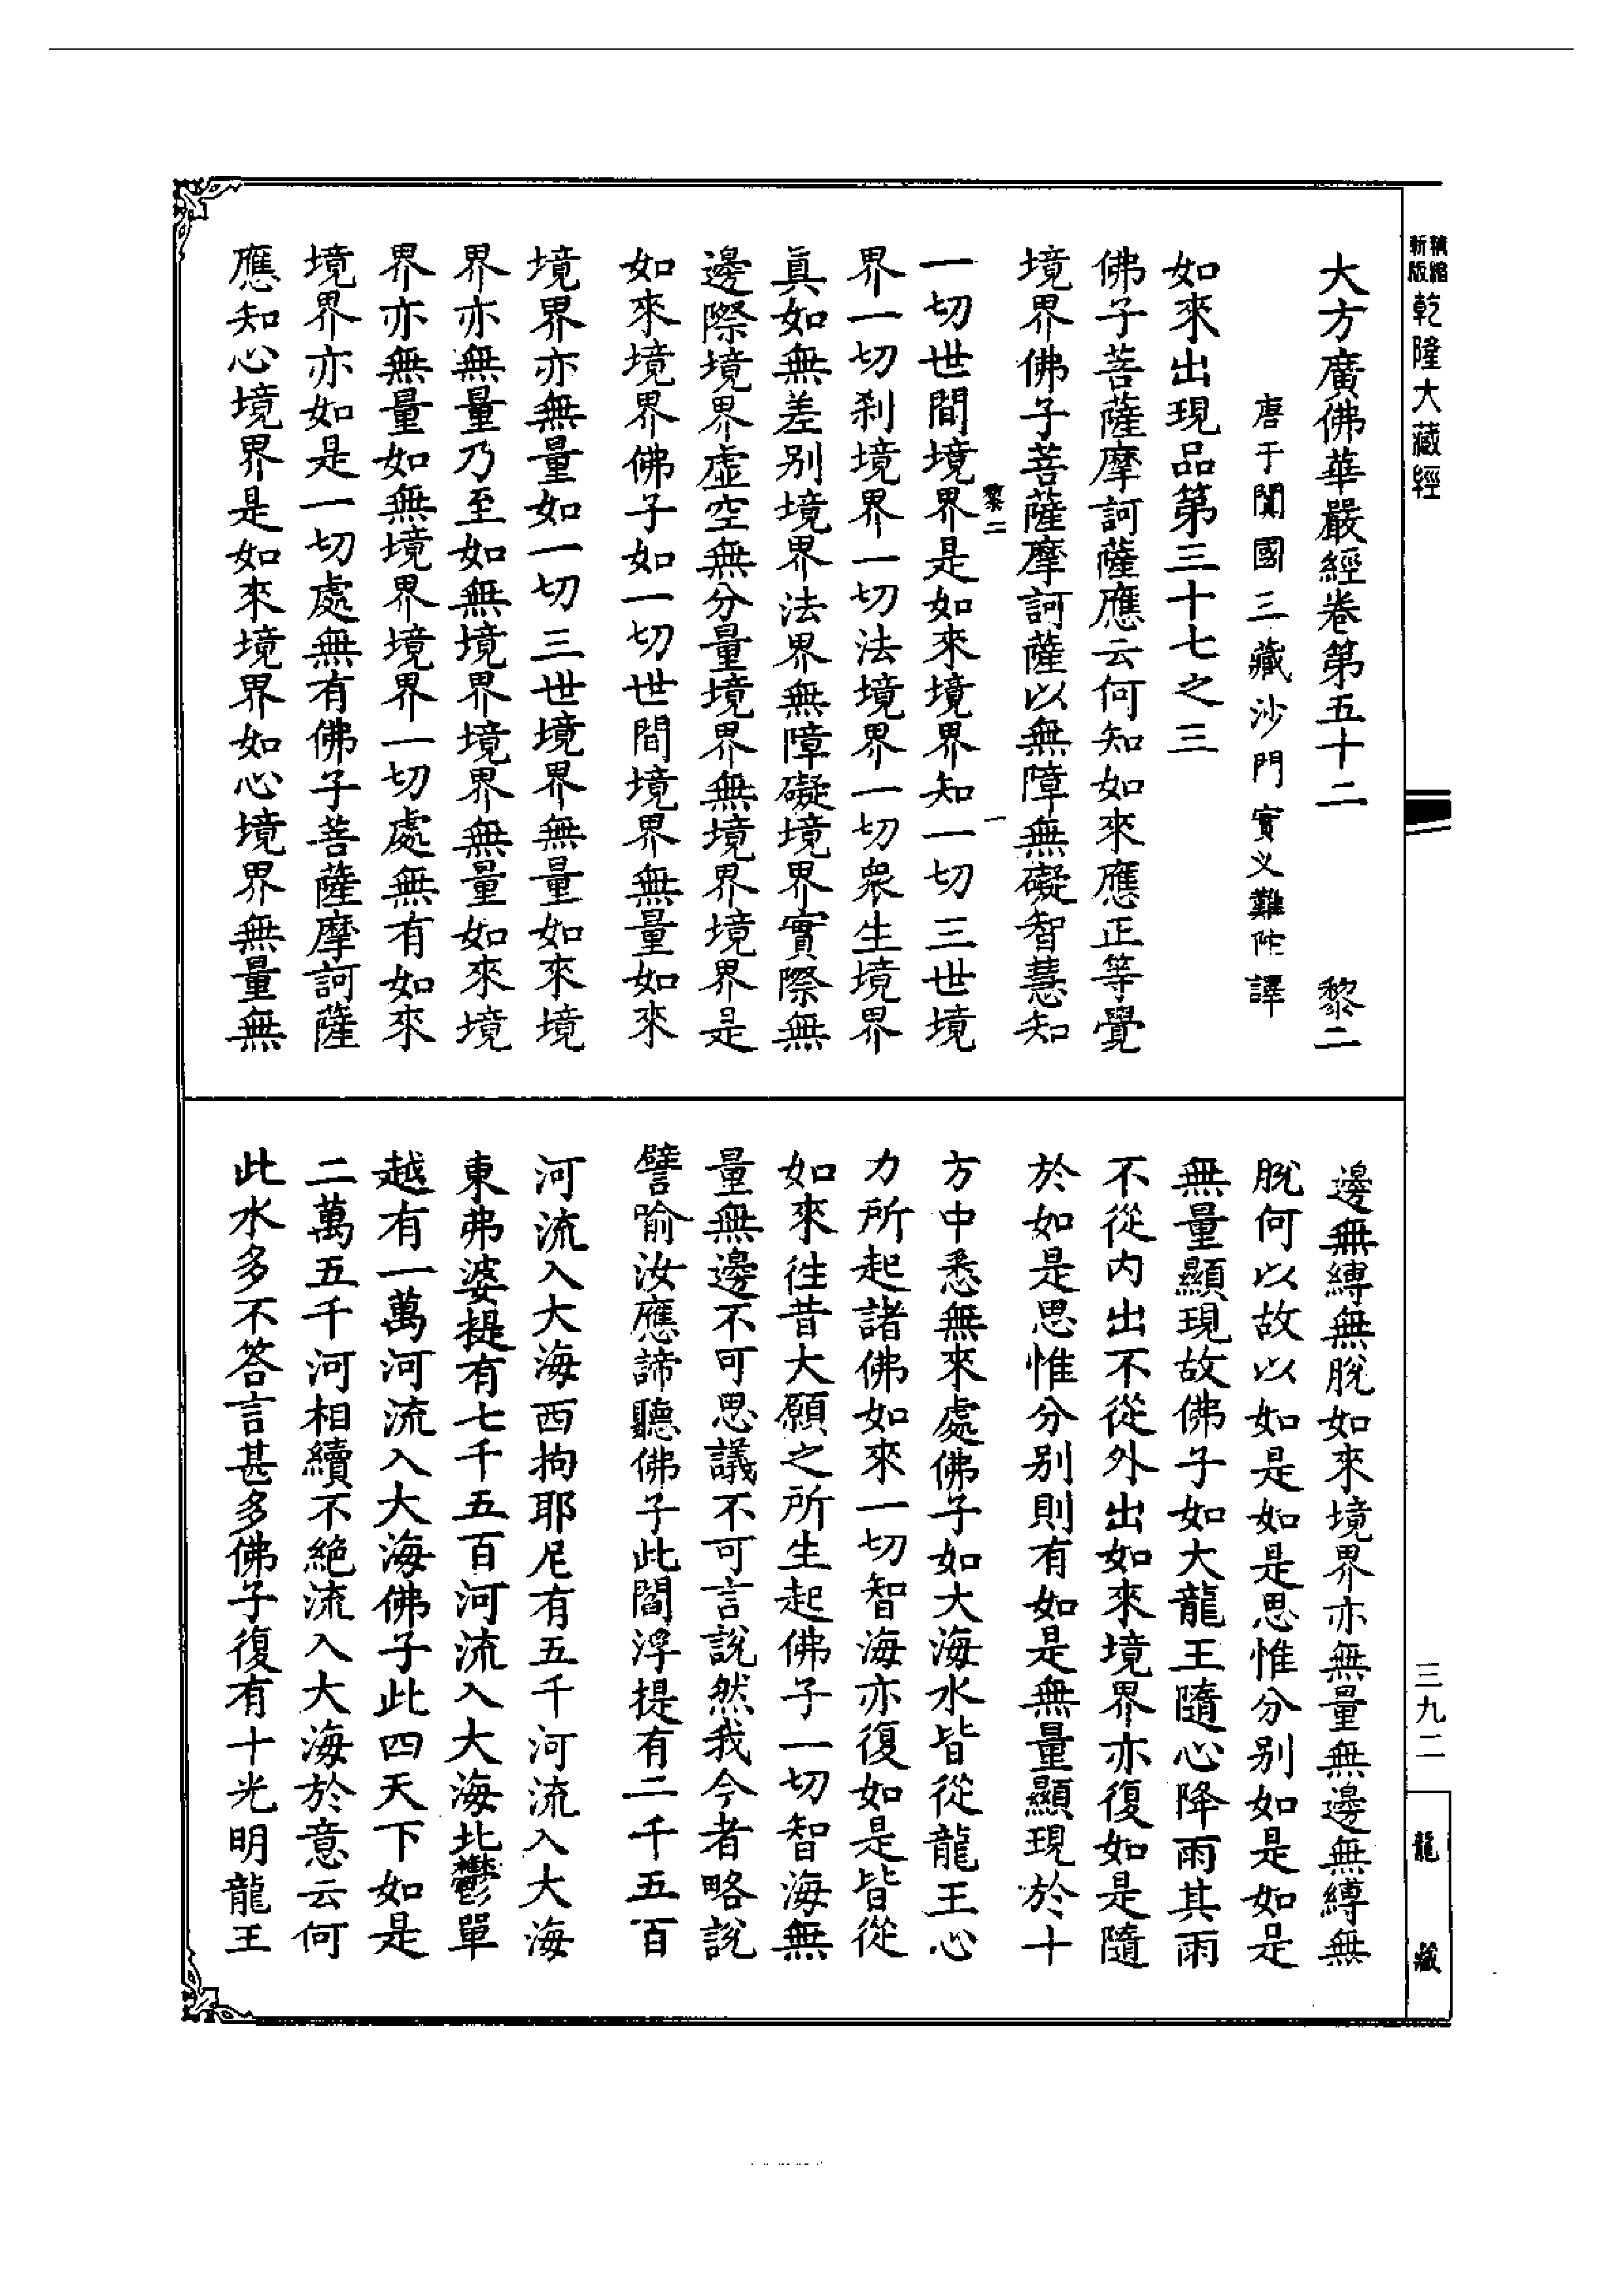 精縮新版乾隆大藏經
三九二
龍藏
大方廣佛華嚴經卷第五十二 黎二
唐于闐國三藏沙門實义難陀譯
如來出現品第三十七之三
佛子菩薩摩訶薩應云何知如來應正等覺
境界佛子菩薩摩訶薩以無障無礙智慧知
黎二 一
一切世間境界是如來境界知一切三世境
界一切剎境界一切法境界一切衆生境界
真如無差別境界法界無障礙境界實際無
邊際境界虛空無分量境界無境界境界是
如來境界佛子如一切世間境界無量如來
境界亦無量如一切三世境界無量如來境
界亦無量乃至如無境界境界無量如來境
界亦無量如無境界境界一切處無有如來
境界亦如是一切處無有佛子菩薩摩訶薩
應知心境界是如來境界如心境界無量無
邊無縛無脫如來境界亦無量無邊無縛無
脫何以故以如是如是思惟分別如是如是
無量顯現故佛子如大龍王隨心降雨其雨
不從內出不從外出如來境界亦復如是隨
於如是思惟分別則有如是無量顯現於十
方中悉無來處佛子如大海水皆從龍王心
力所起諸佛如來一切智海亦復如是皆從
如來往昔大願之所生起佛子一切智海無
量無邊不可思議不可言說然我今者略說
譬喻汝應諦聽佛子此閻浮提有二千五百
河流入大海西拘耶尼有五千河流入大海
東弗婆提有七千五百河流入大海北鬱單
越有一萬河流入大海佛子此四天下如是
二萬五千河相續不絕流入大海於意云何
此水多不答言甚多佛子復有十光明龍王